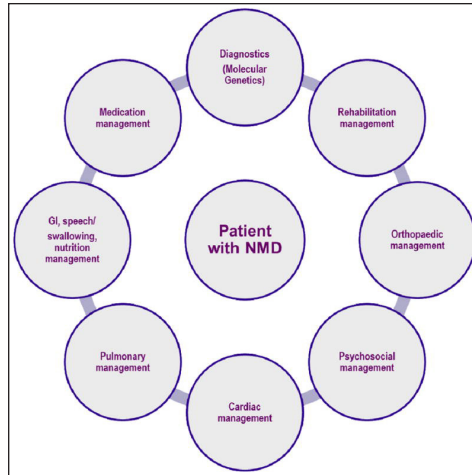 Diagnostics
(Molecular
Genetics)
Rehabilitation
management
Orthopaedic
management
Psychosocial
management
Cardiac
management
Pulmonary
management
GI, speech/
swallowing,
nutrition
management
Medication
management
Patient
with NMD